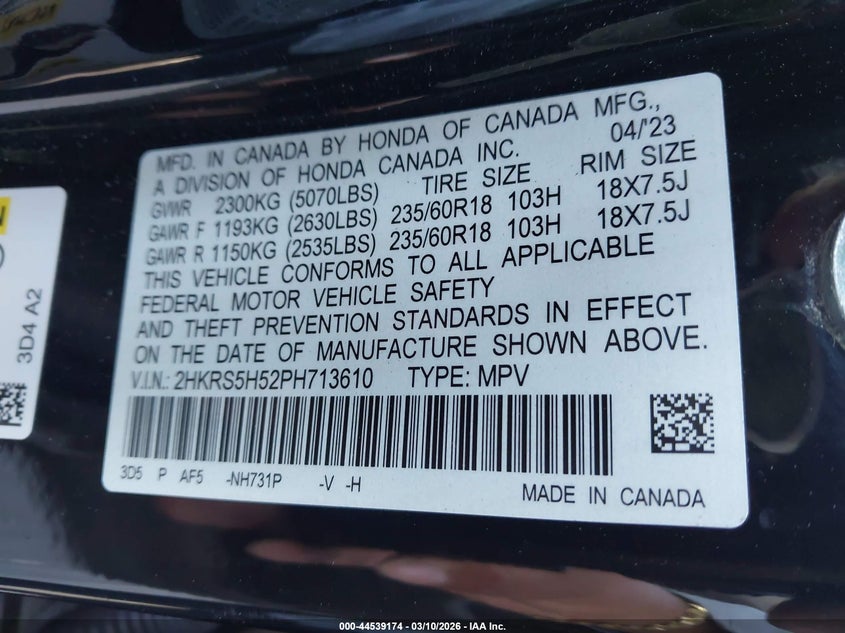 MFD. IN CANADA BY HONDA OF CANADA MFG.,
A DIVISION OF HONDA CANADA INC. 04/'23
GVWR 2300KG (5070LBS) TIRE SIZE RIM SIZE
GAWR F 1193KG (2630LBS) 235/60R18 103H 18X7.5J
GAWR R 1150KG (2535LBS) 235/60R18 103H 18X7.5J
THIS VEHICLE CONFORMS TO ALL APPLICABLE
FEDERAL MOTOR VEHICLE SAFETY
AND THEFT PREVENTION STANDARDS IN EFFECT
ON THE DATE OF MANUFACTURE SHOWN ABOVE.
V.I.N.: 2HKRS5H52PH713610 TYPE: MPV
3D5 P AF5 -NH731P -V -H
MADE IN CANADA
3D4 A2
000-44539174 - 03/10/2026 - IAA Inc.